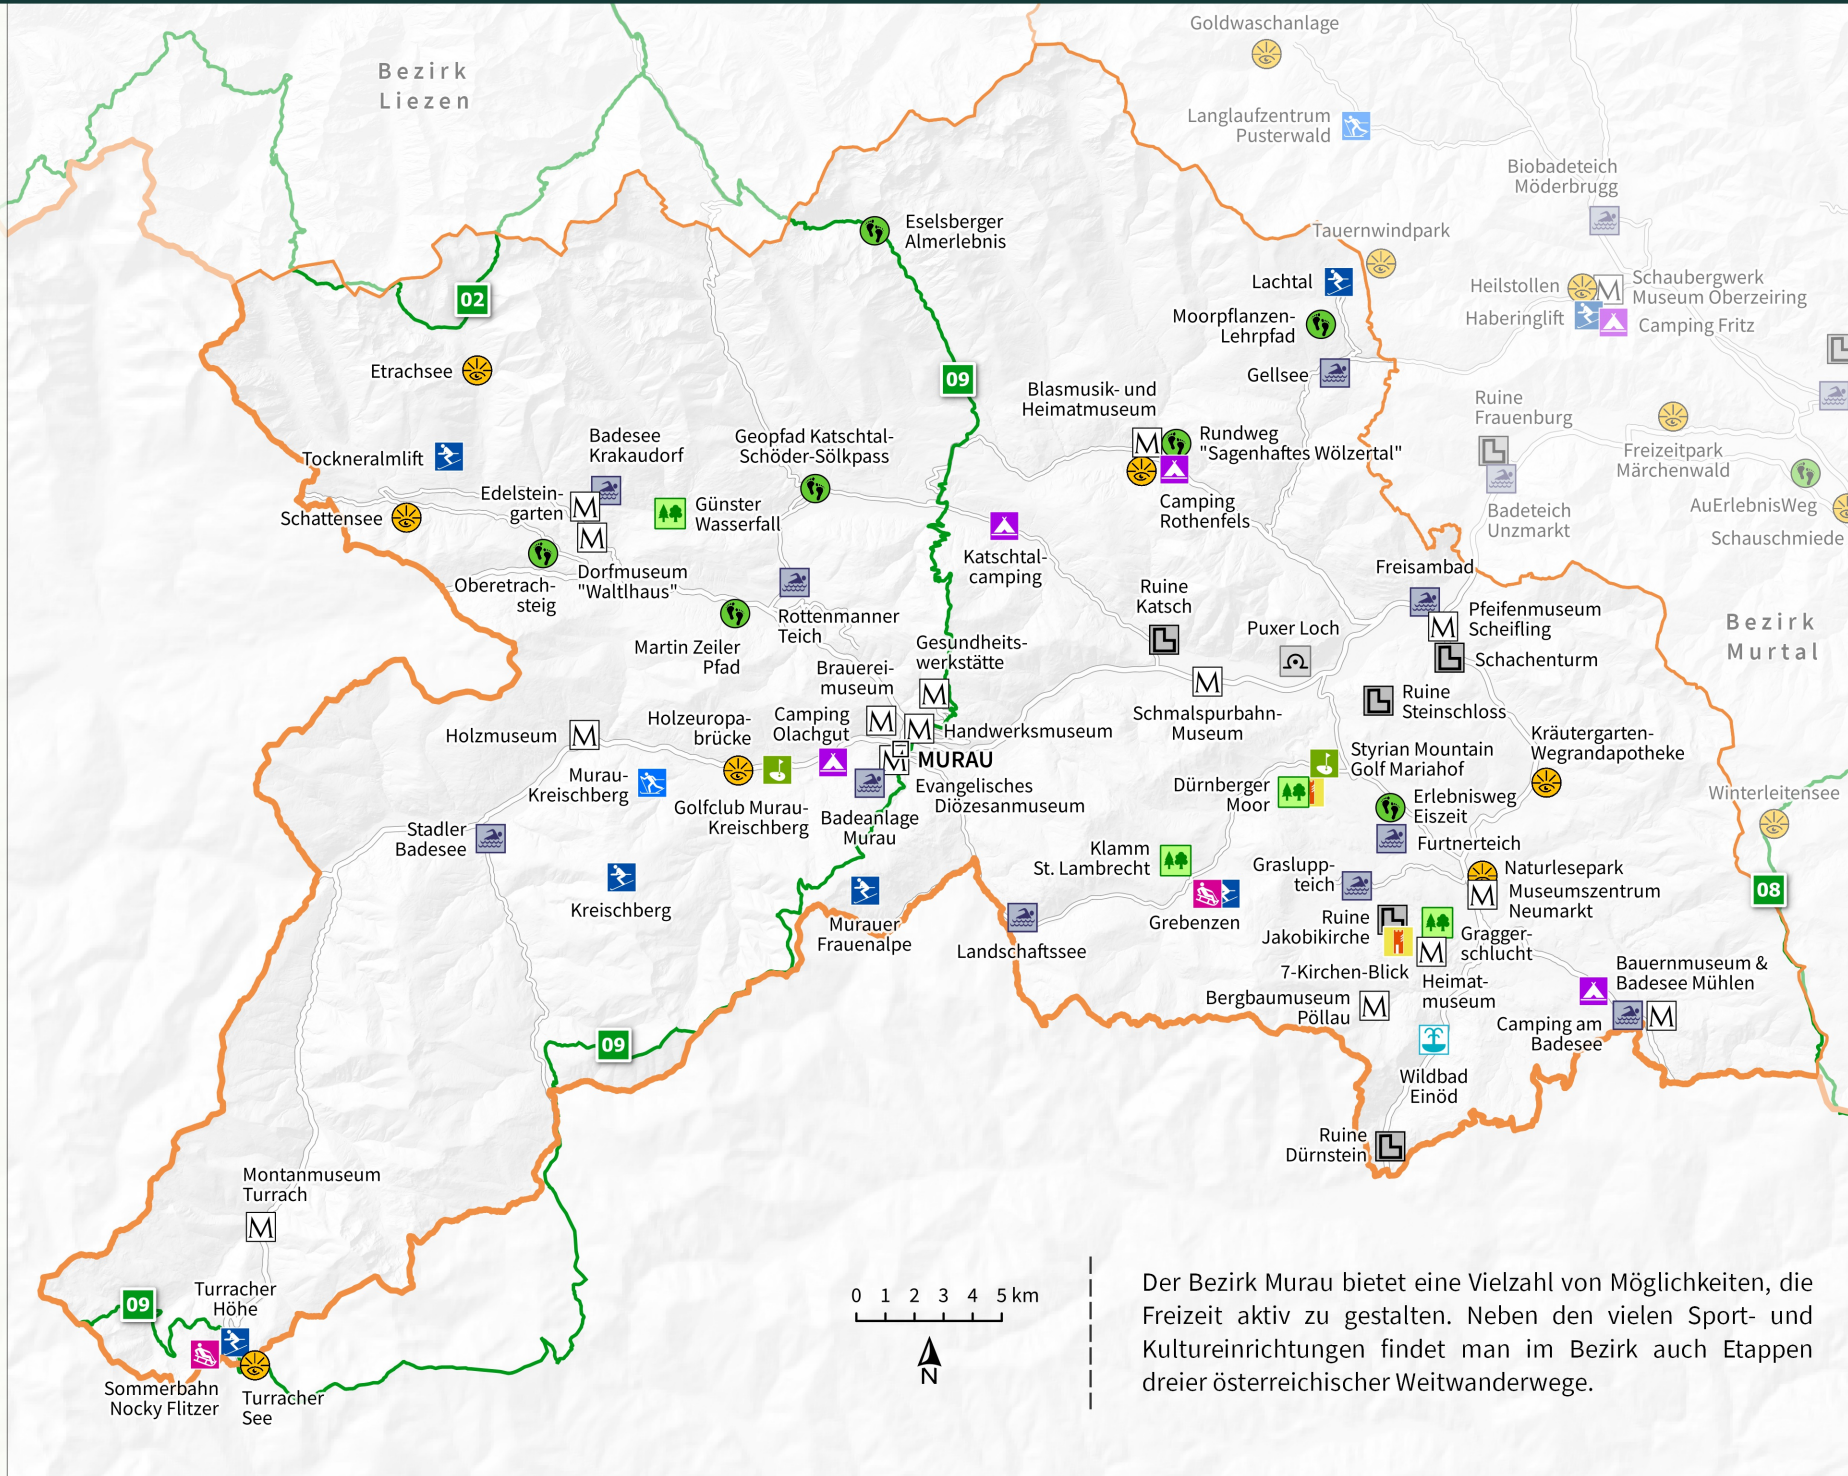 Goldwaschanlage
Bezirk
Liezen
Langlaufzentrum
Pusterwald
Biobadeteich
Möderbrugg
Eselsberger
Almerlebnis
Tauernwindpark
Lachtal
Heilstollen
M
Schaubergwerk
Museum Oberzeiring
02
Moorpflanzen-
Lehrpfad
Haberinglift
Camping Fritz
Etrachsee
09
Gellsee
Blasmusik- und
Heimatmuseum
Ruine
Frauenburg
Tockneralmlift
Badesee
Krakaudorf
Geopfad Katschtal-
Schöder-Sölkpass
M
Rundweg
"Sagenhaftes Wölzertal"
Freizeitpark
Märchenwald
Edelstein-
garten
M
Günster
Wasserfall
Camping
Rothenfels
AuErlebnisWeg
Schattensee
M
Badeteich
Unzmarkt
Schauschmiede
Katschtal-
camping
Freisambad
Oberetrach-
steig
Dorfmuseum
"Waltlhaus"
Ruine
Katsch
Rottenmanner
Teich
Puxer Loch
M
Pfeifenmuseum
Scheifling
Bezirk
Murtal
Martin Zeiler
Pfad
Gesundheits-
werkstätte
Schachenturm
Brauerei-
museum
M
M
Ruine
Steinschloss
Holzmuseum
M
Holzeuropa-
brücke
Camping
Olachgut
M
M
Handwerksmuseum
Schmalspurbahn-
Museum
Kräutergarten-
Wegrandapotheke
M
MURAU
Styrian Mountain
Golf Mariahof
Murau-
Kreischberg
Evangelisches
Diözesanmuseum
Dürnberger
Moor
Winterleitensee
Golfclub Murau-
Kreischberg
Badeanlage
Murau
Erlebnisweg
Eiszeit
Stadler
Badesee
Furtnerteich
Klamm
St. Lambrecht
Graslupp-
teich
Naturlesepark
M
Museumszentrum
Neumarkt
08
Kreischberg
Grebenzen
Murauer
Frauenalpe
Ruine
Jakobikirche
M
Gragger-
schlucht
Landschaftssee
7-Kirchen-Blick
Bauernmuseum &
Badesee Mühlen
Heimat-
museum
Bergbaumuseum
Pöllau
M
M
Camping am
Badesee
09
Wildbad
Einöd
Ruine
Dürnstein
Montanmuseum
Turrach
M
Turracher
Höhe
09
Sommerbahn
Nocky Flitzer
Turracher
See
0 1 2 3 4 5 km
N
Der Bezirk Murau bietet eine Vielzahl von Möglichkeiten, die
Freizeit aktiv zu gestalten. Neben den vielen Sport- und
Kultureinrichtungen findet man im Bezirk auch Etappen
dreier österreichischer Weitwanderwege.